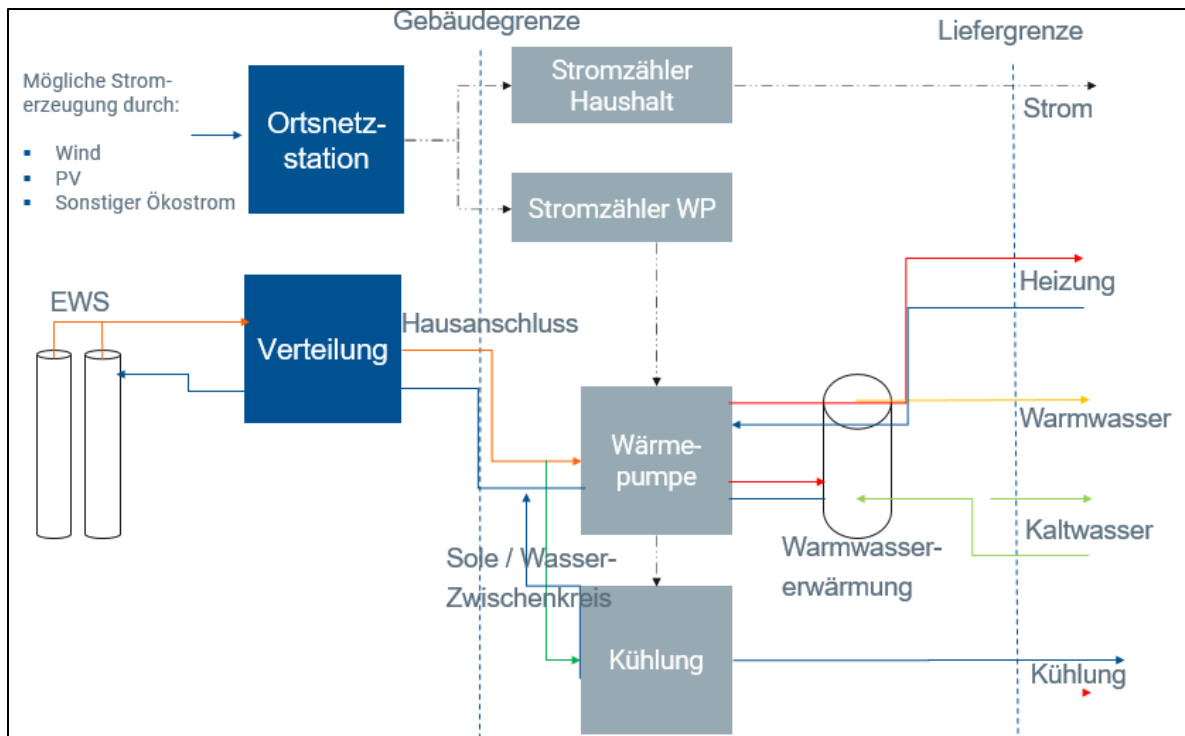 Gebäudegrenze
Liefergrenze
Mögliche Strom-
erzeugung durch:
▪ Wind
▪ PV
▪ Sonstiger Ökostrom
Ortsnetz-
station
Stromzähler
Haushalt
Strom
Stromzähler WP
EWS
Verteilung
Hausanschluss
Heizung
Wärme-
pumpe
Warmwasser
Kaltwasser
Sole / Wasser-
Zwischenkreis
Warmwasser-
erwärmung
Kühlung
Kühlung